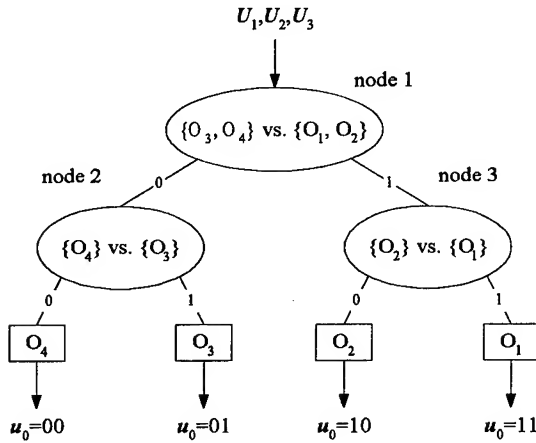 U₁,U₂,U₃
node 1
{O₃, O₄} vs. {O₁, O₂}
node 2
0
1
node 3
{O₄} vs. {O₃}
{O₂} vs. {O₁}
0
1
0
1
O₄
O₃
O₂
O₁
u₀=00
u₀=01
u₀=10
u₀=11